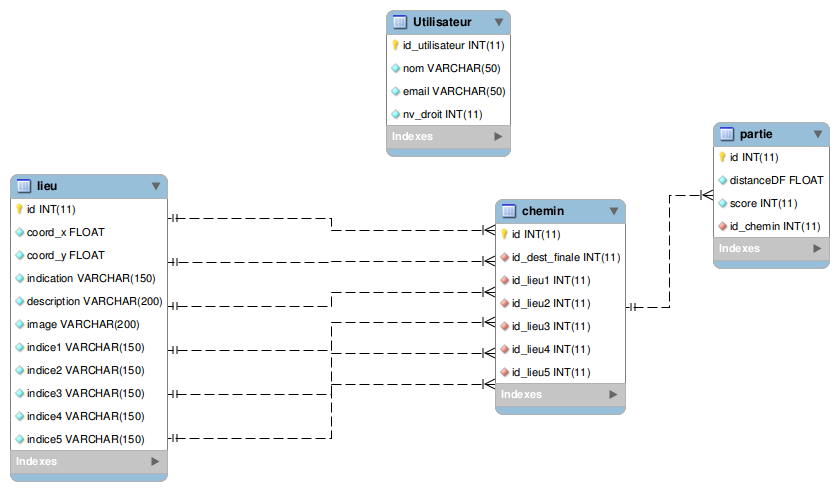 Utilisateur
id_utilisateur INT(11)
nom VARCHAR(50)
email VARCHAR(50)
nv_droit INT(11)
Indexes
partie
id INT(11)
distanceDF FLOAT
score INT(11)
id_chemin INT(11)
Indexes
lieu
id INT(11)
coord_x FLOAT
coord_y FLOAT
indication VARCHAR(150)
description VARCHAR(200)
image VARCHAR(200)
indice1 VARCHAR(150)
indice2 VARCHAR(150)
indice3 VARCHAR(150)
indice4 VARCHAR(150)
indice5 VARCHAR(150)
Indexes
chemin
id INT(11)
id_dest_finale INT(11)
id_lieu1 INT(11)
id_lieu2 INT(11)
id_lieu3 INT(11)
id_lieu4 INT(11)
id_lieu5 INT(11)
Indexes